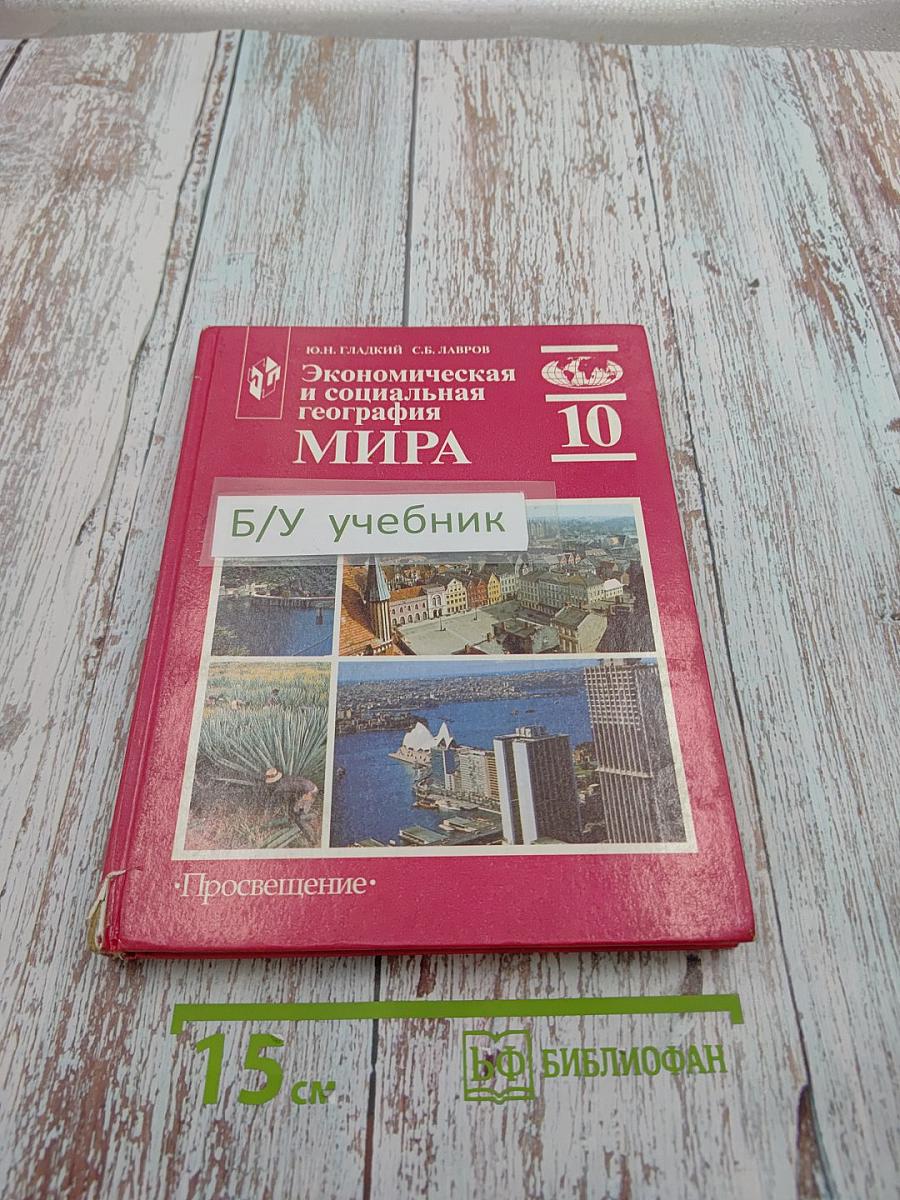 Ю.Н. ГЛАДКИЙ С.Б. ЛАВРОВ
Экономическая
и социальная
география
МИРА
10
Б/У учебник
·Просвещение·
15 см
БФ БИБЛИОФАН